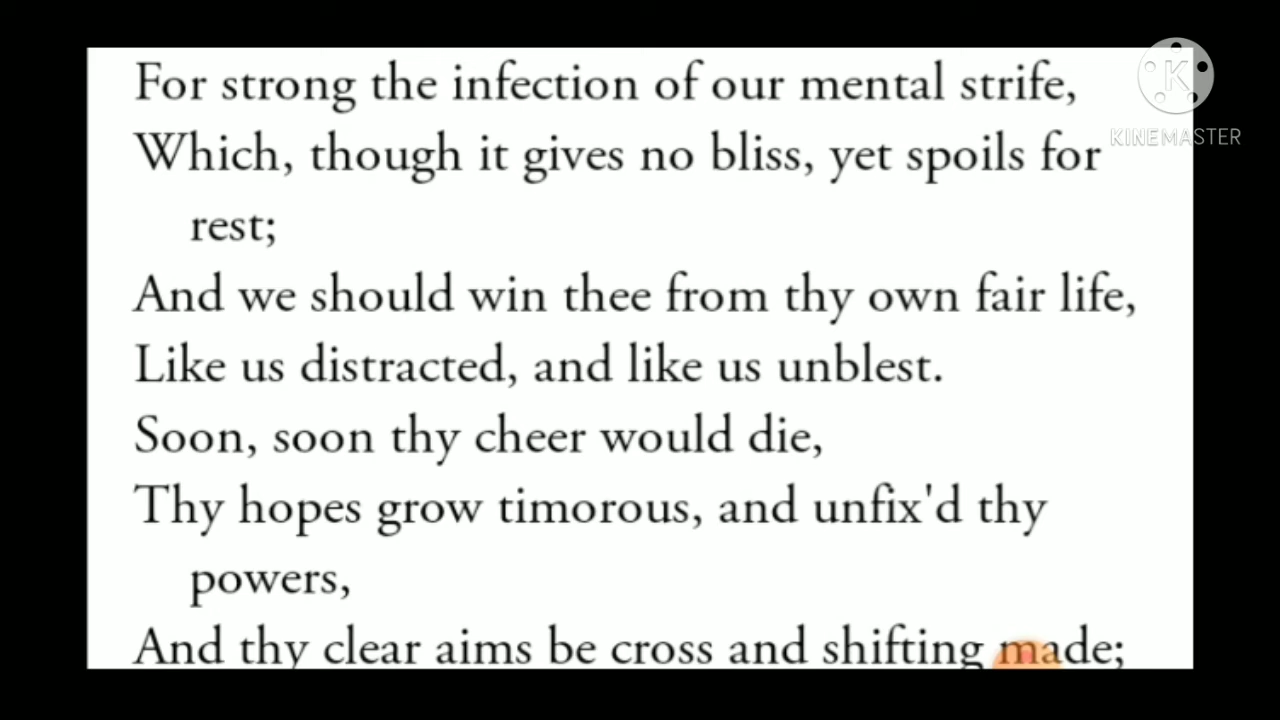 For strong the infection of our mental strife,
Which, though it gives no bliss, yet spoils for
rest;
And we should win thee from thy own fair life,
Like us distracted, and like us unblest.
Soon, soon thy cheer would die,
Thy hopes grow timorous, and unfix'd thy
powers,
And thy clear aims be cross and shifting made;
K
KINEMASTER